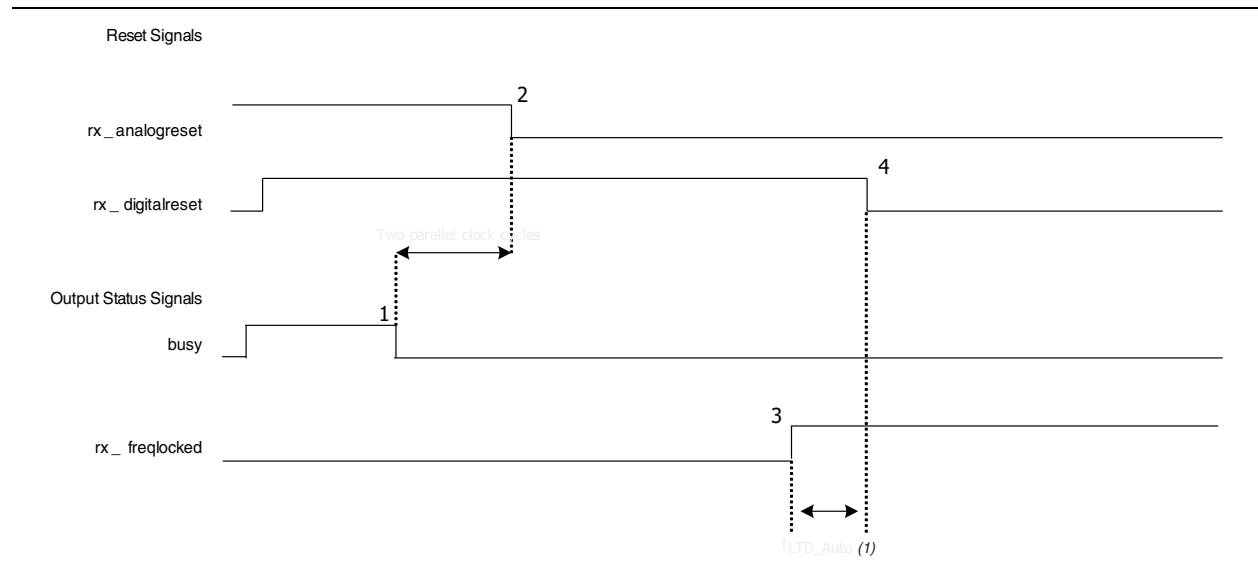 Reset Signals
2
rx _ analogreset
4
rx _ digitalreset
Two parallel clock cycles
Output Status Signals
1
busy
3
rx _ freqlocked
tLTD_Auto (1)